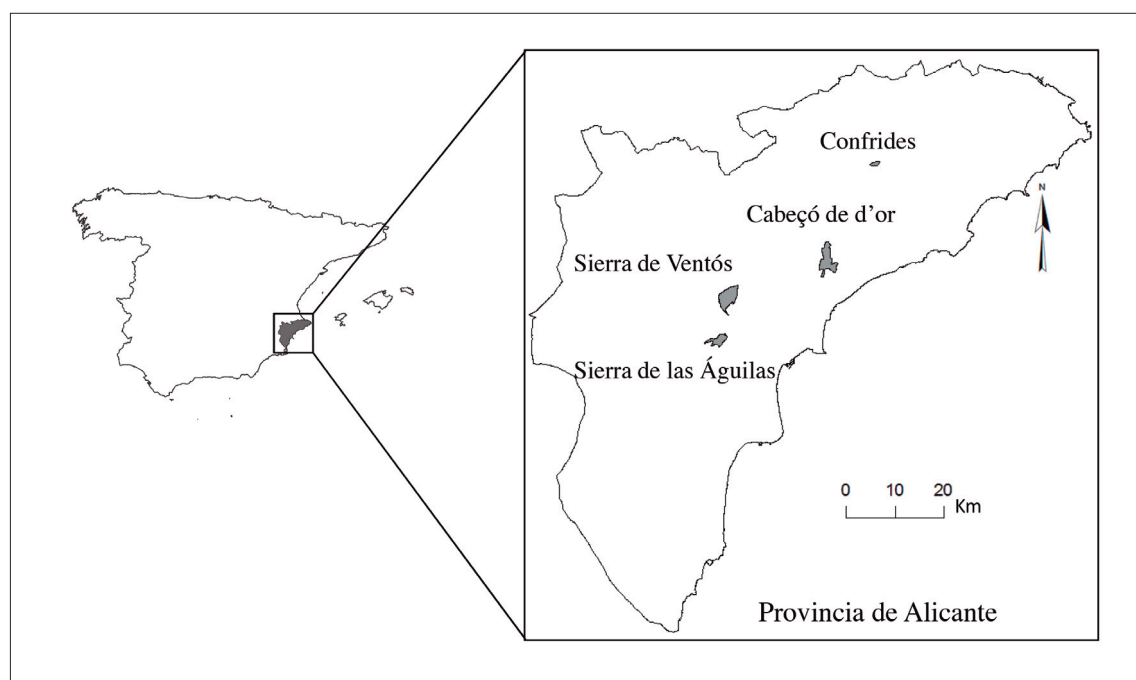 Confrides
N
Cabeçó de d'or
Sierra de Ventós
Sierra de las Águilas
0 10 20 Km
Provincia de Alicante